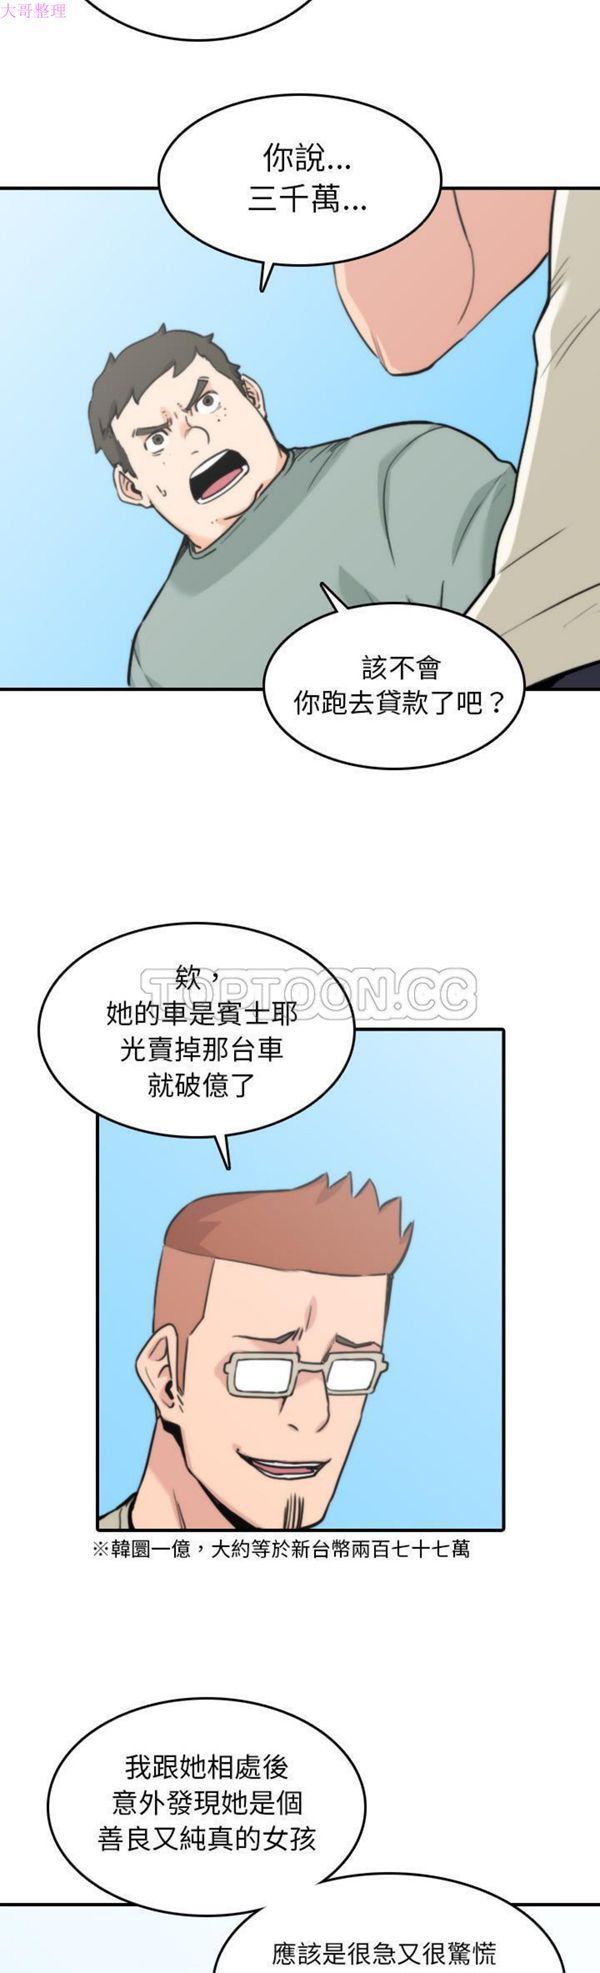 大哥整理
你說...
三千萬...
該不會
你跑去貸款了吧？
欸，
TOPTOON.CC
她的車是賓士耶
光賣掉那台車
就破億了
※韓圜一億，大約等於新台幣兩百七十七萬
我跟她相處後
意外發現她是個
善良又純真的女孩
應該是很急又很驚慌